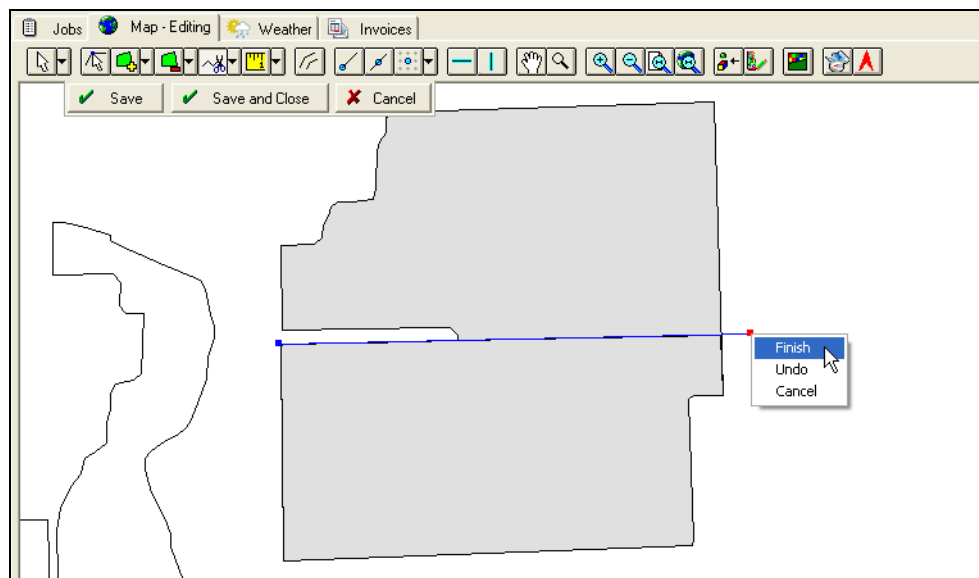 Jobs Map - Editing Weather Invoices
Save Save and Close Cancel
Finish
Undo
Cancel